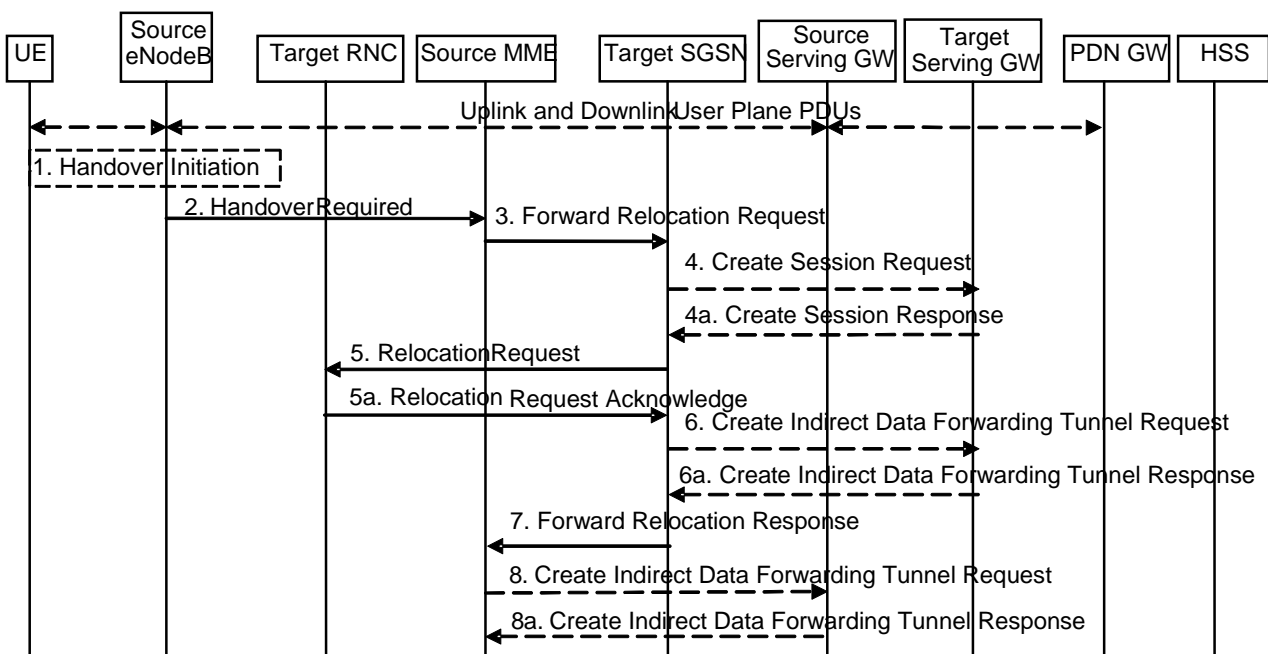 UE
Source
eNodeB
Target RNC
Source MME
Target SGSN
Source
Serving GW
Target
Serving GW
PDN GW
HSS
Uplink and Downlink User Plane PDUs
1. Handover Initiation
2. Handover Required
3. Forward Relocation Request
4. Create Session Request
4a. Create Session Response
5. Relocation Request
5a. Relocation Request Acknowledge
6. Create Indirect Data Forwarding Tunnel Request
6a. Create Indirect Data Forwarding Tunnel Response
7. Forward Relocation Response
8. Create Indirect Data Forwarding Tunnel Request
8a. Create Indirect Data Forwarding Tunnel Response